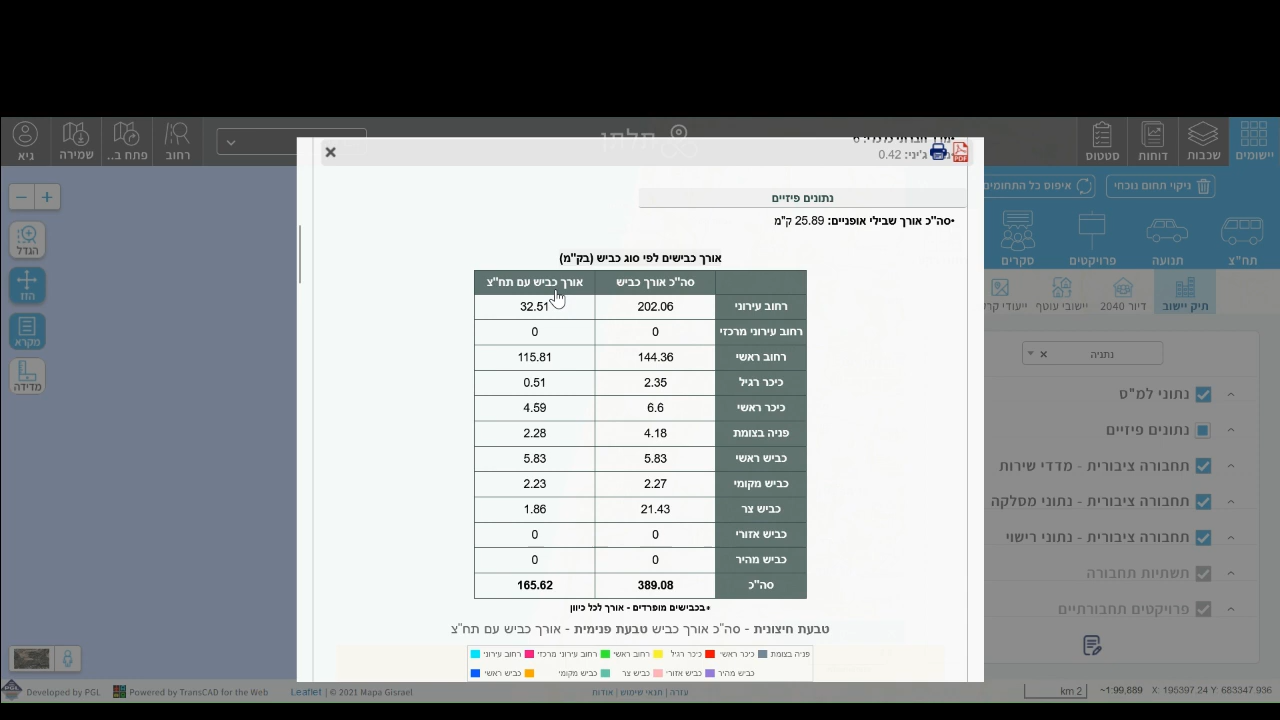 יישומים
שכבות
דוחות
סטטוס
תלתן
רחוב
פתח ב..
שמירה
גיא
ניקוי תחום נוכחי
איפוס כל התחומים
תח"צ
תנועה
פרויקטים
סקרים
תיק יישוב
דיור 2040
יישובי עוטף
ייעודי קרק
נתניה
נתוני למ"ס
נתונים פיזיים
תחבורה ציבורית - מדדי שירות
תחבורה ציבורית - נתוני מסלקה
תחבורה ציבורית - נתוני רישוי
תשתיות תחבורה
פרויקטים תחבורתיים
הגדל
הזז
מקרא
מדידה
ג'יני: 0.42
PDF
נתונים פיזיים
•סה"כ אורך שבילי אופניים: 25.89 ק"מ
אורך כבישים לפי סוג כביש (בק"מ)
סה"כ אורך כביש אורך כביש עם תח"צ
רחוב עירוני 202.06 32.51
רחוב עירוני מרכזי 0 0
רחוב ראשי 144.36 115.81
כיכר רגיל 2.35 0.51
כיכר ראשי 6.6 4.59
פניה בצומת 4.18 2.28
כביש ראשי 5.83 5.83
כביש מקומי 2.27 2.23
כביש צר 21.43 1.86
כביש אזורי 0 0
כביש מהיר 0 0
סה"כ 389.08 165.62
*בכבישים מופרדים - אורך לכל כיוון
טבעת חיצונית - סה"כ אורך כביש טבעת פנימית - אורך כביש עם תח"צ
פניה בצומת כיכר ראשי כיכר רגיל רחוב ראשי רחוב עירוני מרכזי רחוב עירוני
כביש מהיר כביש אזורי כביש צר כביש מקומי כביש ראשי
Developed by PGL Powered by TransCAD for the Web Leaflet | © 2021 Mapa Gisrael
עזרה | תנאי שימוש | אודות
2 km
~1:99,889 X: 195397.24 Y: 683347.936